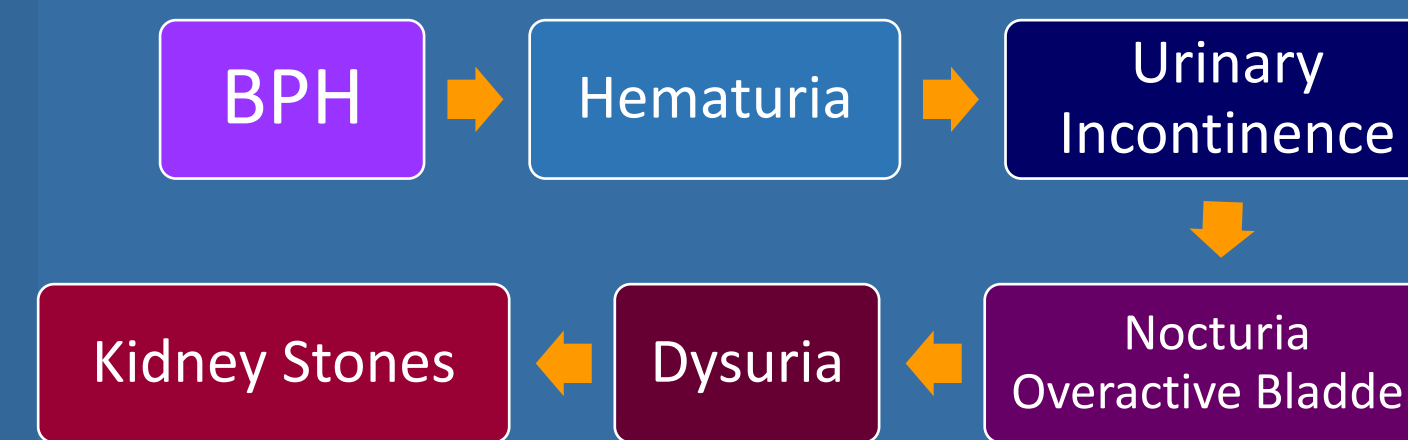 BPH
Hematuria
Urinary
Incontinence
Nocturia
Overactive Bladde
Dysuria
Kidney Stones